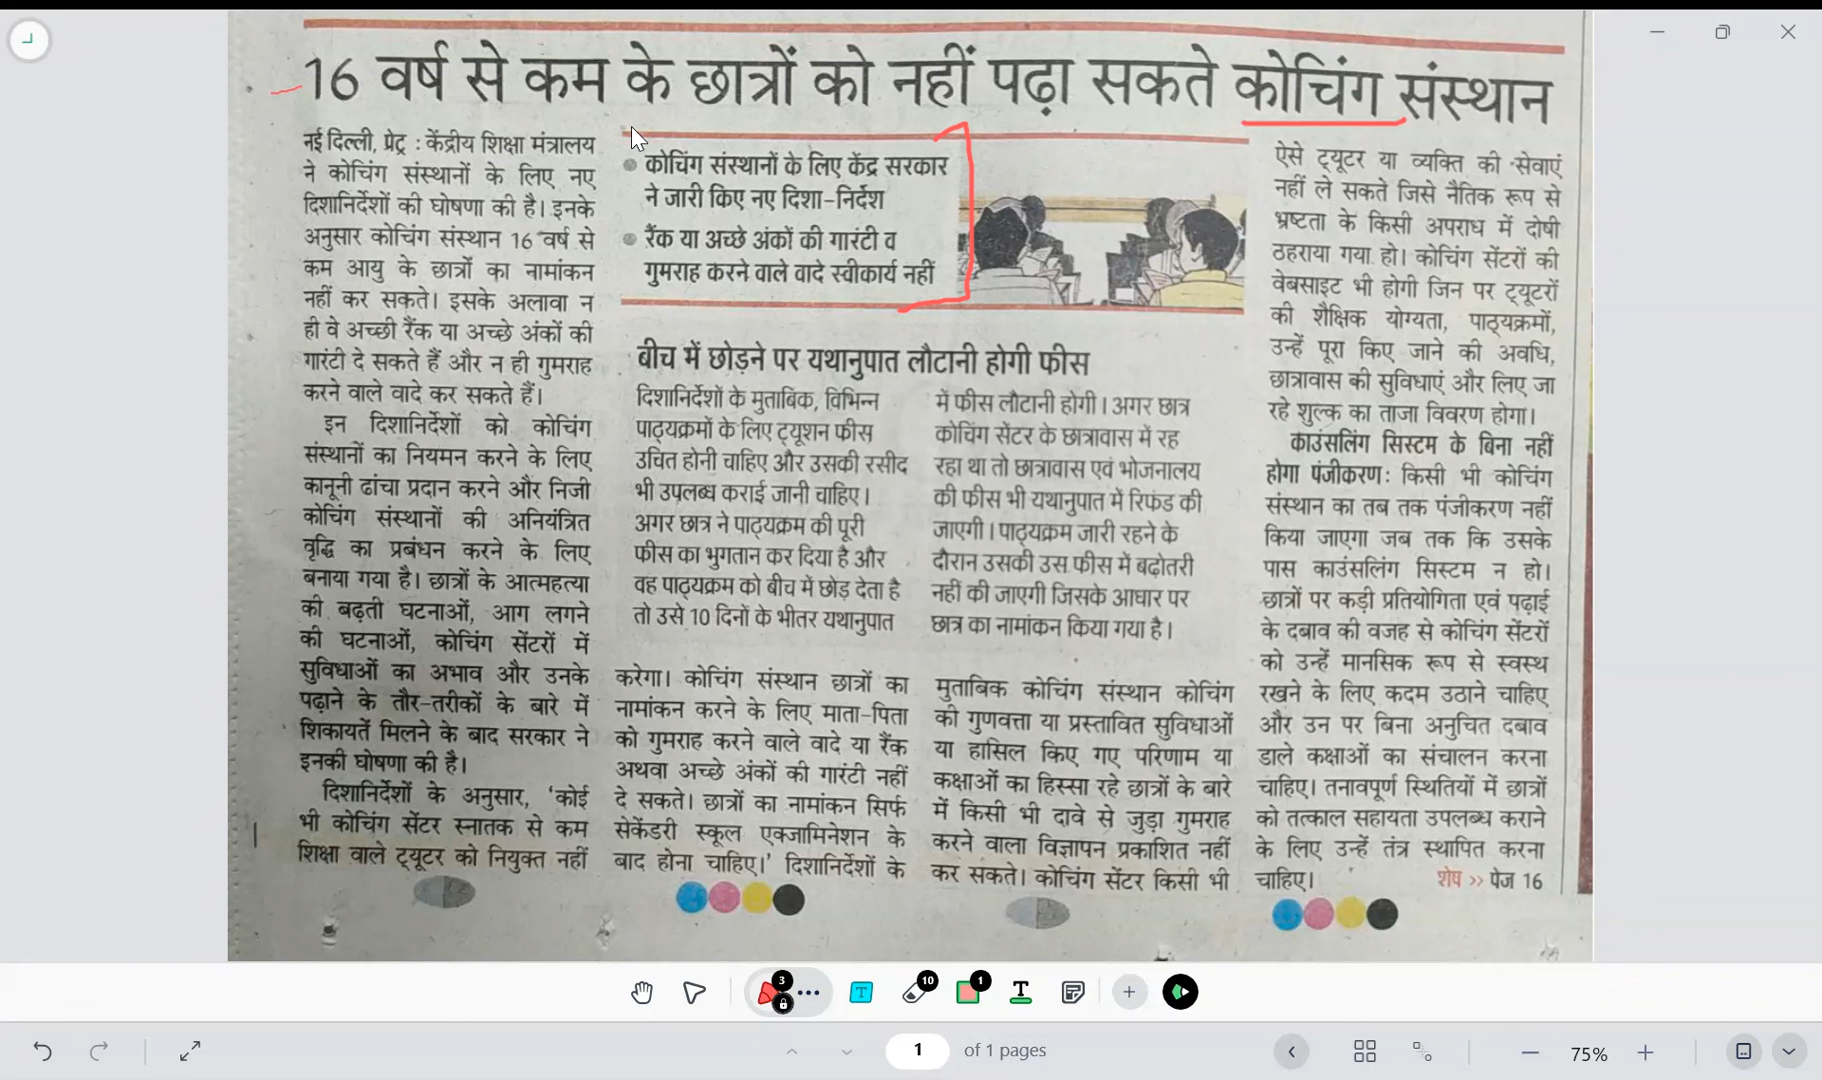 16 वर्ष से कम के छात्रों को नहीं पढ़ा सकते कोचिंग संस्थान
नई दिल्ली, प्रेट्र : केंद्रीय शिक्षा मंत्रालय
ने कोचिंग संस्थानों के लिए नए
दिशानिर्देशों की घोषणा की है। इनके
अनुसार कोचिंग संस्थान 16 वर्ष से
कम आयु के छात्रों का नामांकन
नहीं कर सकते। इसके अलावा न
ही वे अच्छी रैंक या अच्छे अंकों की
गारंटी दे सकते हैं और न ही गुमराह
करने वाले वादे कर सकते हैं।
इन दिशानिर्देशों को कोचिंग
संस्थानों का नियमन करने के लिए
कानूनी ढांचा प्रदान करने और निजी
कोचिंग संस्थानों की अनियंत्रित
वृद्धि का प्रबंधन करने के लिए
बनाया गया है। छात्रों के आत्महत्या
की बढ़ती घटनाओं, आग लगने
की घटनाओं, कोचिंग सेंटरों में
सुविधाओं का अभाव और उनके
पढ़ाने के तौर-तरीकों के बारे में
शिकायतें मिलने के बाद सरकार ने
इनकी घोषणा की है।
दिशानिर्देशों के अनुसार, 'कोई
भी कोचिंग सेंटर स्नातक से कम
शिक्षा वाले ट्यूटर को नियुक्त नहीं
कोचिंग संस्थानों के लिए केंद्र सरकार
ने जारी किए नए दिशा-निर्देश
रैंक या अच्छे अंकों की गारंटी व
गुमराह करने वाले वादे स्वीकार्य नहीं
बीच में छोड़ने पर यथानुपात लौटानी होगी फीस
दिशानिर्देशों के मुताबिक, विभिन्न
पाठ्यक्रमों के लिए ट्यूशन फीस
उचित होनी चाहिए और उसकी रसीद
भी उपलब्ध कराई जानी चाहिए।
अगर छात्र ने पाठ्यक्रम की पूरी
फीस का भुगतान कर दिया है और
वह पाठ्यक्रम को बीच में छोड़ देता है
तो उसे 10 दिनों के भीतर यथानुपात
में फीस लौटानी होगी। अगर छात्र
कोचिंग सेंटर के छात्रावास में रह
रहा था तो छात्रावास एवं भोजनालय
की फीस भी यथानुपात में रिफंड की
जाएगी। पाठ्यक्रम जारी रहने के
दौरान उसकी उस फीस में बढ़ोतरी
नहीं की जाएगी जिसके आधार पर
छात्र का नामांकन किया गया है।
करेगा। कोचिंग संस्थान छात्रों का
नामांकन करने के लिए माता-पिता
को गुमराह करने वाले वादे या रैंक
अथवा अच्छे अंकों की गारंटी नहीं
दे सकते। छात्रों का नामांकन सिर्फ
सेकेंडरी स्कूल एक्जामिनेशन के
बाद होना चाहिए।' दिशानिर्देशों के
मुताबिक कोचिंग संस्थान कोचिंग
की गुणवत्ता या प्रस्तावित सुविधाओं
या हासिल किए गए परिणाम या
कक्षाओं का हिस्सा रहे छात्रों के बारे
में किसी भी दावे से जुड़ा गुमराह
करने वाला विज्ञापन प्रकाशित नहीं
कर सकते। कोचिंग सेंटर किसी भी
ऐसे ट्यूटर या व्यक्ति की सेवाएं
नहीं ले सकते जिसे नैतिक रूप से
भ्रष्टता के किसी अपराध में दोषी
ठहराया गया हो। कोचिंग सेंटरों की
वेबसाइट भी होगी जिन पर ट्यूटरों
की शैक्षिक योग्यता, पाठ्यक्रमों,
उन्हें पूरा किए जाने की अवधि,
छात्रावास की सुविधाएं और लिए जा
रहे शुल्क का ताजा विवरण होगा।
काउंसलिंग सिस्टम के बिना नहीं
होगा पंजीकरण: किसी भी कोचिंग
संस्थान का तब तक पंजीकरण नहीं
किया जाएगा जब तक कि उसके
पास काउंसलिंग सिस्टम न हो।
छात्रों पर कड़ी प्रतियोगिता एवं पढ़ाई
के दबाव की वजह से कोचिंग सेंटरों
को उन्हें मानसिक रूप से स्वस्थ
रखने के लिए कदम उठाने चाहिए
और उन पर बिना अनुचित दबाव
डाले कक्षाओं का संचालन करना
चाहिए। तनावपूर्ण स्थितियों में छात्रों
को तत्काल सहायता उपलब्ध कराने
के लिए उन्हें तंत्र स्थापित करना
चाहिए। शेष >> पेज 16
3
T
10
1
T
1 of 1 pages
75%